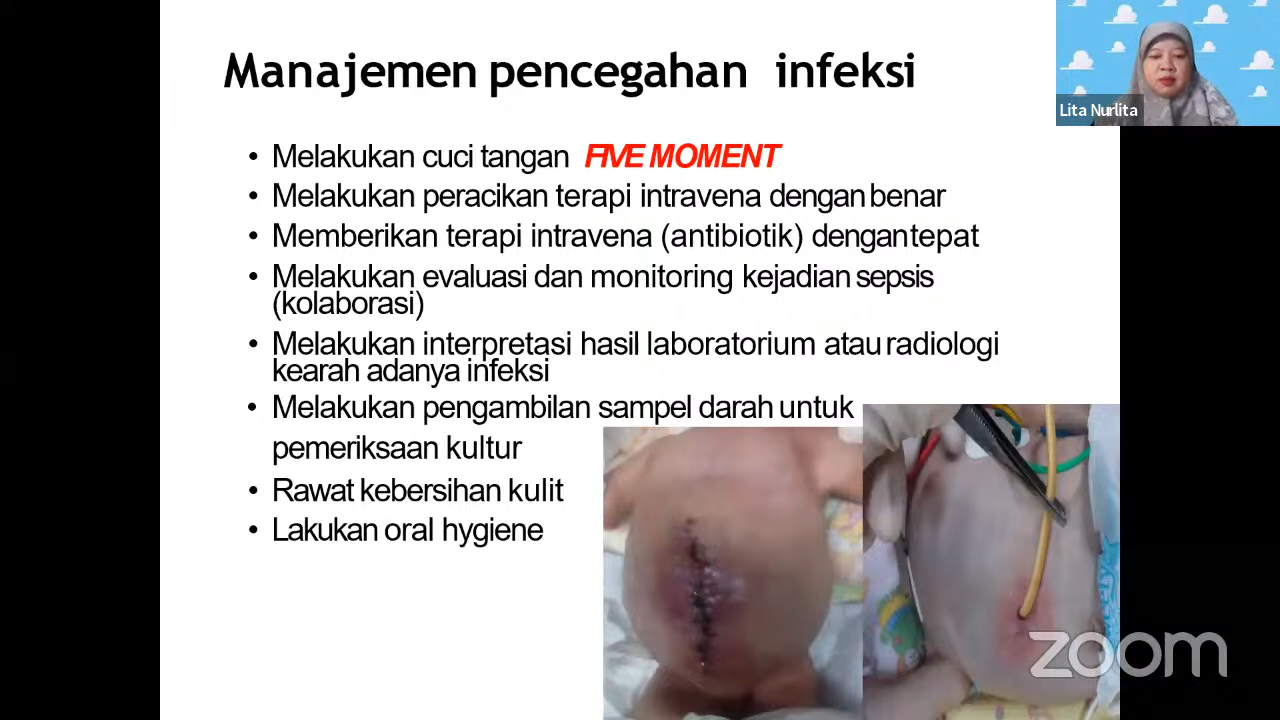 Manajemen pencegahan infeksi
Lita Nurlita
• Melakukan cuci tangan FIVE MOMENT
• Melakukan peracikan terapi intravena dengan benar
• Memberikan terapi intravena (antibiotik) dengan tepat
• Melakukan evaluasi dan monitoring kejadian sepsis
(kolaborasi)
• Melakukan interpretasi hasil laboratorium atau radiologi
kearah adanya infeksi
• Melakukan pengambilan sampel darah untuk
pemeriksaan kultur
• Rawat kebersihan kulit
• Lakukan oral hygiene
zoom